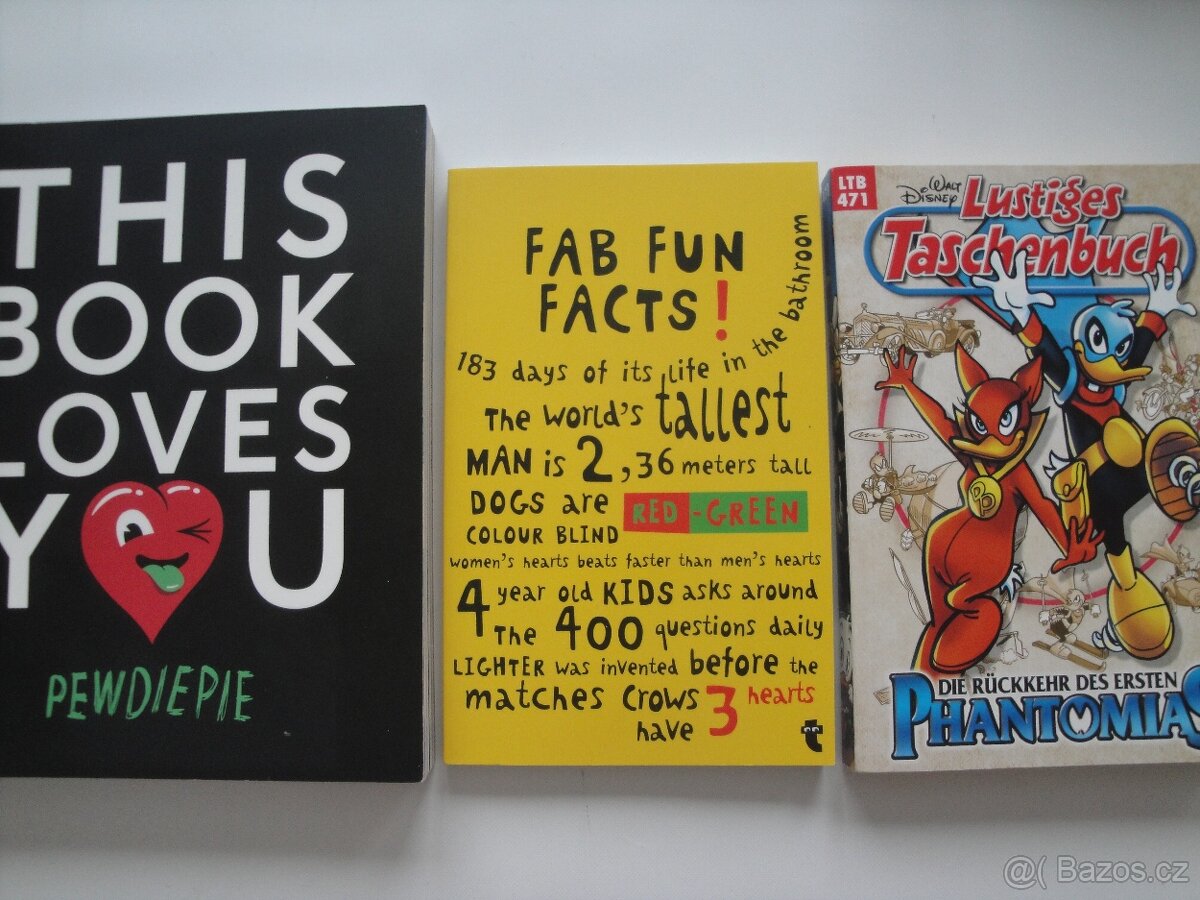 THIS
BOOK
LOVES
YOU
PEWDIEPIE
FAB FUN
FACTS!
183 days of its life in the bathroom
The world's tallest
MAN is 2,36 meters tall
DOGS are RED-GREEN
COLOUR BLIND
women's hearts beats faster than men's hearts
4 year old KIDS asks around
The 400 questions daily
LIGHTER was invented before the
matches Crows 3 hearts
have
t
LTB
471
WALT
DISNEY
Lustiges
Taschenbuch
DIE RÜCKKEHR DES ERSTEN
PHANTOMIAS
@( Bazos.cz